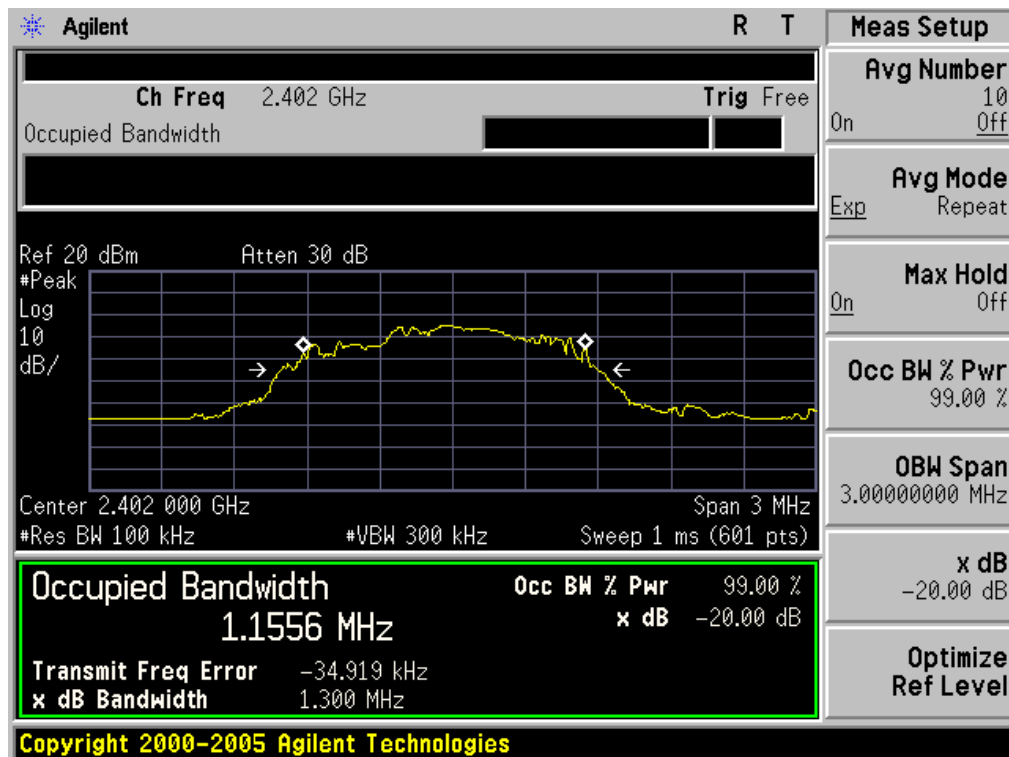 Agilent R T
Ch Freq 2.402 GHz Trig Free
Occupied Bandwidth
Ref 20 dBm Atten 30 dB
#Peak
Log
10
dB/
Center 2.402 000 GHz Span 3 MHz
#Res BW 100 kHz #VBW 300 kHz Sweep 1 ms (601 pts)
Occupied Bandwidth Occ BW % Pwr 99.00 %
1.1556 MHz x dB -20.00 dB
Transmit Freq Error -34.919 kHz
x dB Bandwidth 1.300 MHz
Copyright 2000-2005 Agilent Technologies
Meas Setup
Avg Number
10
On Off
Avg Mode
Exp Repeat
Max Hold
On Off
Occ BW % Pwr
99.00 %
OBW Span
3.00000000 MHz
x dB
-20.00 dB
Optimize
Ref Level